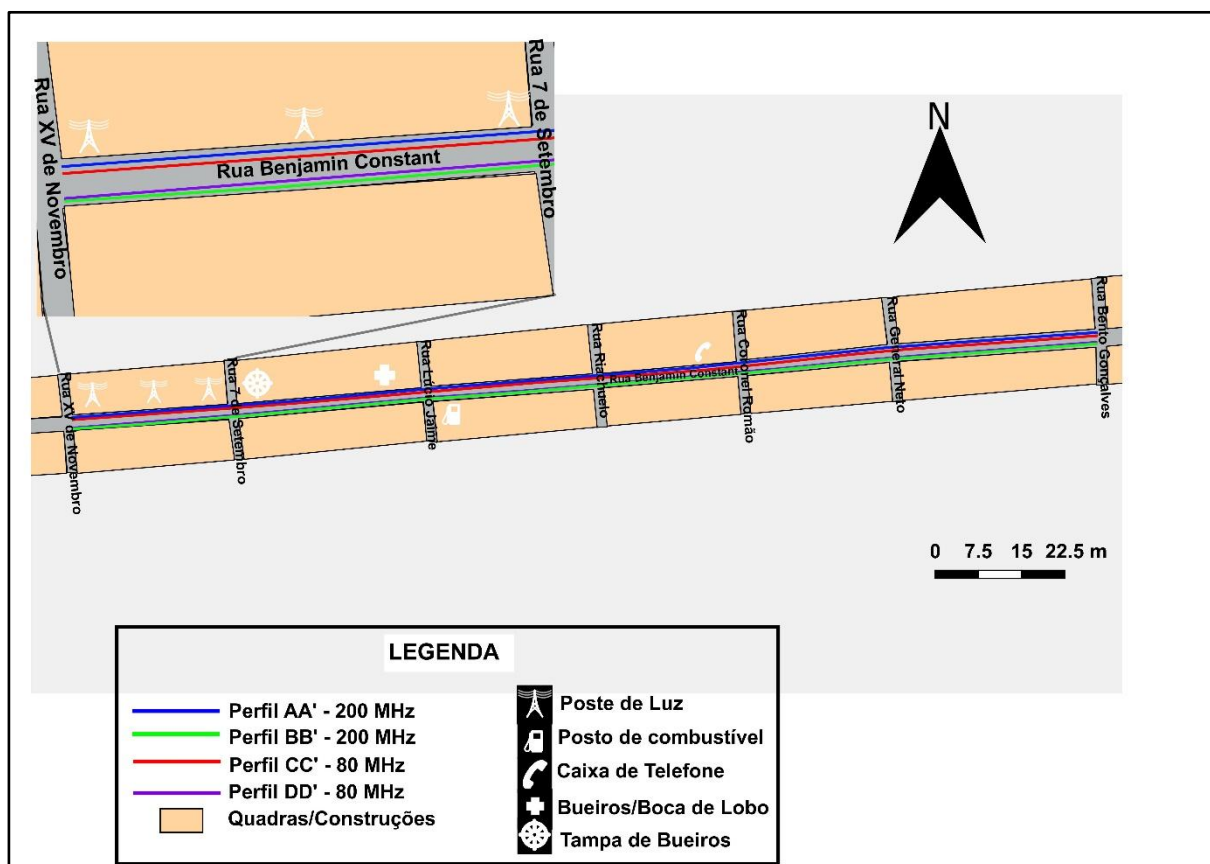 Rua XV de Novembro
Rua 7 de Setembro
Rua Benjamin Constant
N
Rua XV de Novembro
Rua 7 de Setembro
Rua Lúcio Jaime
Rua Riachuelo
Rua Benjamin Constant
Rua Coronel Romão
Rua General Neto
Rua Bento Gonçalves
0 7.5 15 22.5 m
LEGENDA
Perfil AA' - 200 MHz
Perfil BB' - 200 MHz
Perfil CC' - 80 MHz
Perfil DD' - 80 MHz
Quadras/Construções
Poste de Luz
Posto de combustível
Caixa de Telefone
Bueiros/Boca de Lobo
Tampa de Bueiros